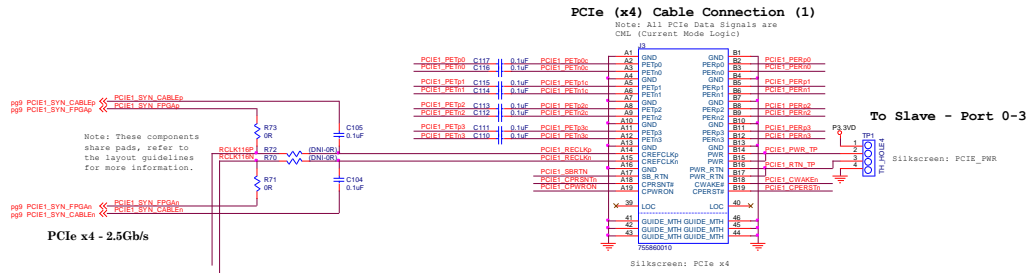 PCIe (x4) Cable Connection (1)
Note: All PCIe Data Signals are
CML (Current Mode Logic)
J3
PCIE1_PETp0 C117 0.1uF PCIE1_PETp0c A1 GND GND B1
PCIE1_PETn0 C116 0.1uF PCIE1_PETn0c A2 PETp0 PERp0 B2 PCIE1_PERp0
A3 PETn0 PERn0 B3 PCIE1_PERn0
A4 GND GND B4
PCIE1_PETp1 C115 0.1uF PCIE1_PETp1c A5 PETp1 PERp1 B5 PCIE1_PERp1
PCIE1_PETn1 C114 0.1uF PCIE1_PETn1c A6 PETn1 PERn1 B6 PCIE1_PERn1
A7 GND GND B7
PCIE1_PETp2 C113 0.1uF PCIE1_PETp2c A8 PETp2 PERp2 B8 PCIE1_PERp2
PCIE1_PETn2 C112 0.1uF PCIE1_PETn2c A9 PETn2 PERn2 B9 PCIE1_PERn2
A10 GND GND B10
PCIE1_PETp3 C111 0.1uF PCIE1_PETp3c A11 PETp3 PERp3 B11 PCIE1_PERp3
PCIE1_PETn3 C110 0.1uF PCIE1_PETn3c A12 PETn3 PERn3 B12 PCIE1_PERn3
A13 GND GND B13
PCIE1_RECLKp A14 CREFCLKp PWR B14 PCIE1_PWR_TP
PCIE1_RECLKn A15 CREFCLKn PWR B15
A16 GND PWR_RTN B16 PCIE1_RTN_TP
PCIE1_SBRTN A17 SB_RTN PWR_RTN B17
PCIE1_CPRSNTn A18 CPRSNT# CWAKE# B18 PCIE1_CWAKEn
PCIE1_CPWRON A19 CPWRON CPERST# B19 PCIE1_CPERSTn
39 LOC LOC 40
41 GUIDE_MTH GUIDE_MTH 46
42 GUIDE_MTH GUIDE_MTH 45
43 GUIDE_MTH GUIDE_MTH 44
755860010
Silkscreen: PCIe x4
To Slave - Port 0-3
P3.3VD
TP1
1
2
3
4
TH_HOLE4
Silkscreen: PCIE_PWR
pg9 PCIE1_SYN_CABLEp PCIE1_SYN_CABLEp
pg9 PCIE1_SYN_FPGAp PCIE1_SYN_FPGAp
Note: These components
share pads, refer to
the layout guidelines
for more information.
R73
0R
C105
0.1uF
RCLK116P R72 (DNI-0R)
RCLK116N R70 (DNI-0R)
R71
0R
C104
0.1uF
pg9 PCIE1_SYN_FPGAn PCIE1_SYN_FPGAn
pg9 PCIE1_SYN_CABLEn PCIE1_SYN_CABLEn
PCIe x4 - 2.5Gb/s